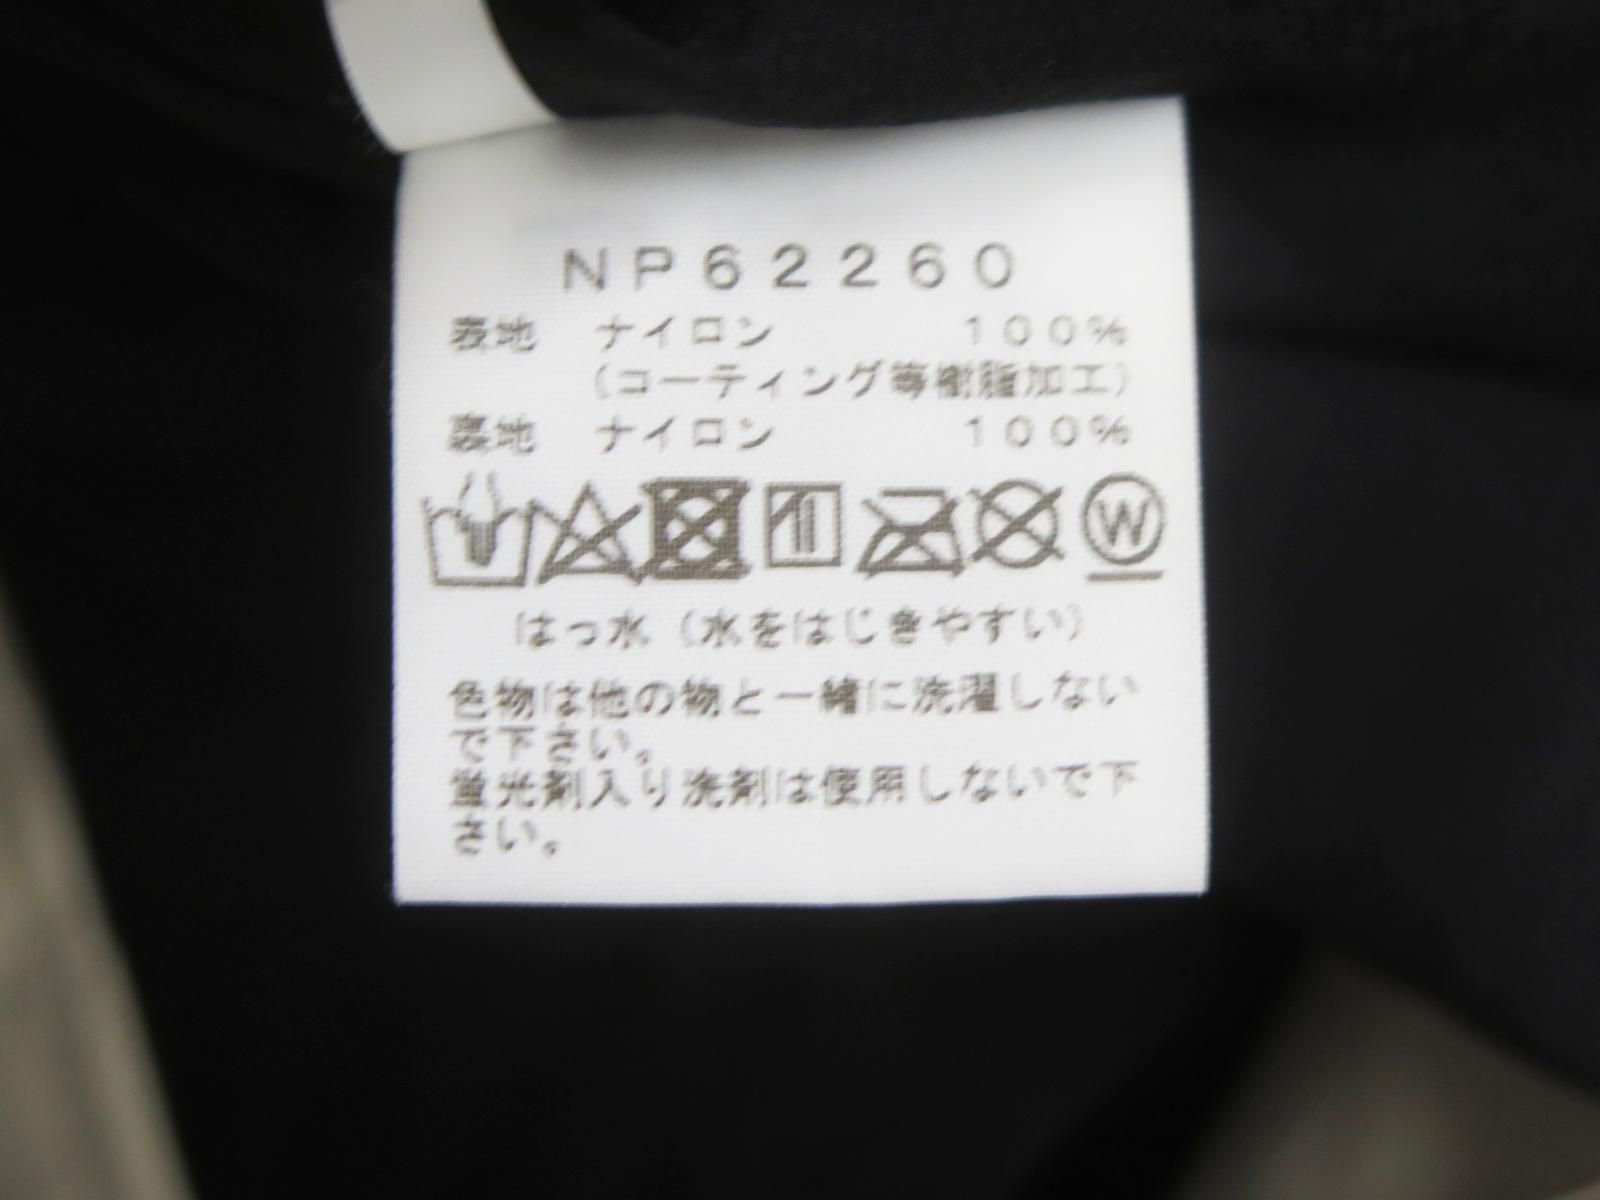 NP62260
表地 ナイロン 100%
(コーティング等樹脂加工)
裏地 ナイロン 100%
W
はっ水(水をはじきやすい)
色物は他の物と一緒に洗濯しない
で下さい。
蛍光剤入り洗剤は使用しないで下
さい。